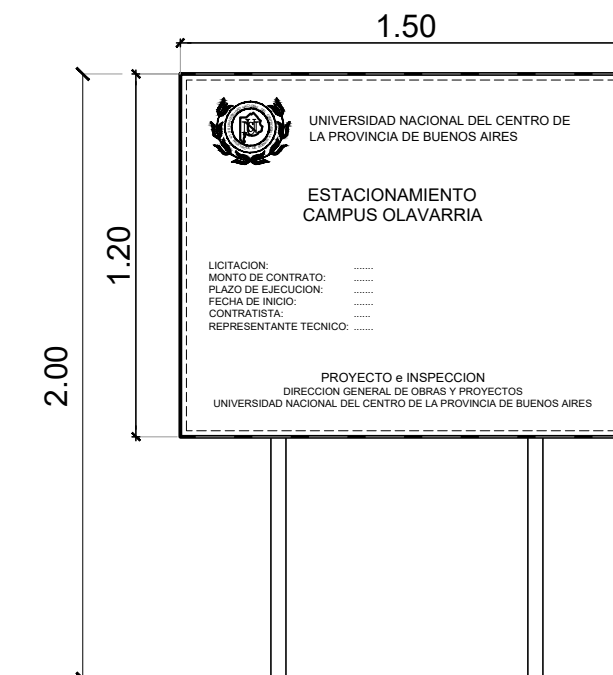 1.50
UNIVERSIDAD NACIONAL DEL CENTRO DE
LA PROVINCIA DE BUENOS AIRES
ESTACIONAMIENTO
CAMPUS OLAVARRIA
1.20
LICITACION: .......
MONTO DE CONTRATO: .......
PLAZO DE EJECUCION: .......
FECHA DE INICIO: .......
CONTRATISTA: ......
REPRESENTANTE TECNICO: .......
2.00
PROYECTO e INSPECCION
DIRECCION GENERAL DE OBRAS Y PROYECTOS
UNIVERSIDAD NACIONAL DEL CENTRO DE LA PROVINCIA DE BUENOS AIRES